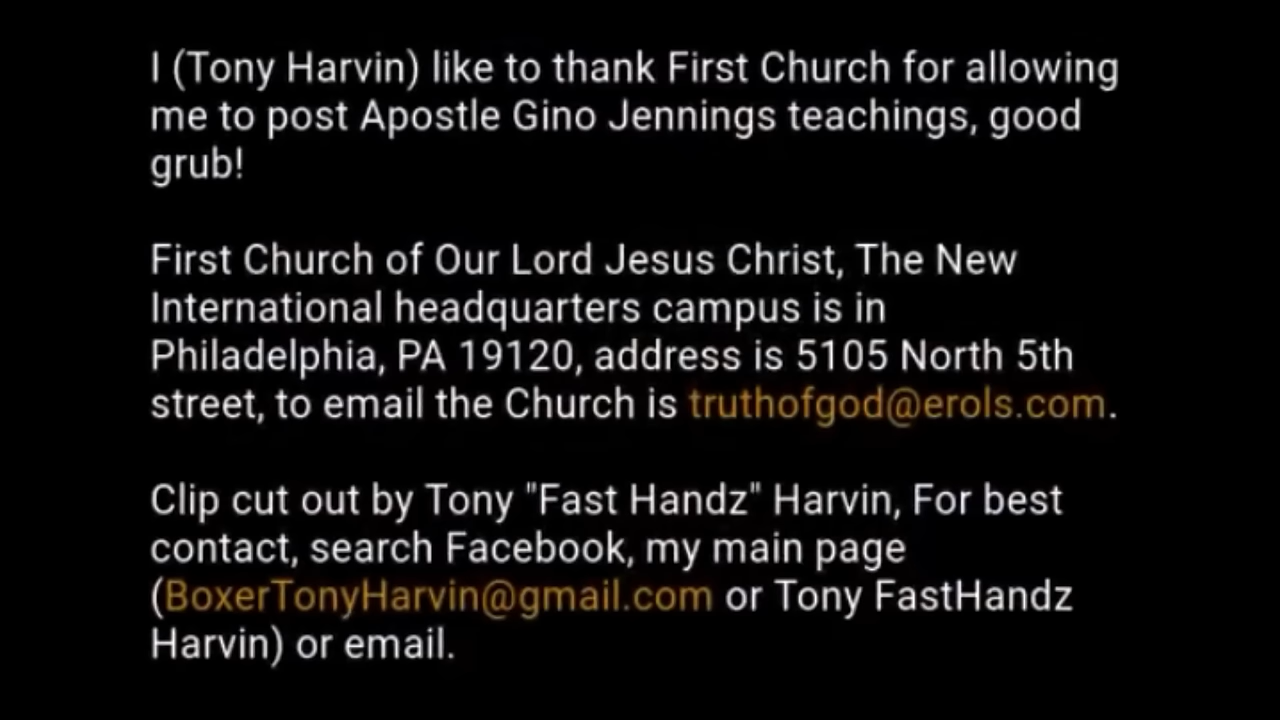 I (Tony Harvin) like to thank First Church for allowing
me to post Apostle Gino Jennings teachings, good
grub!
First Church of Our Lord Jesus Christ, The New
International headquarters campus is in
Philadelphia, PA 19120, address is 5105 North 5th
street, to email the Church is truthofgod@erols.com.
Clip cut out by Tony "Fast Handz" Harvin, For best
contact, search Facebook, my main page
(BoxerTonyHarvin@gmail.com or Tony FastHandz
Harvin) or email.